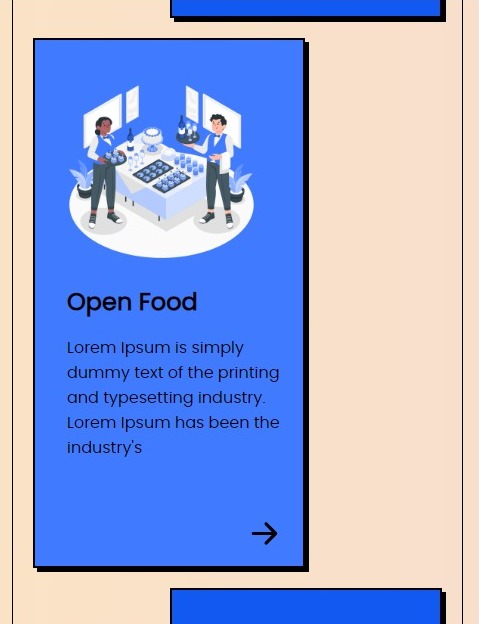 Open Food
Lorem Ipsum is simply
dummy text of the printing
and typesetting industry.
Lorem Ipsum has been the
industry's